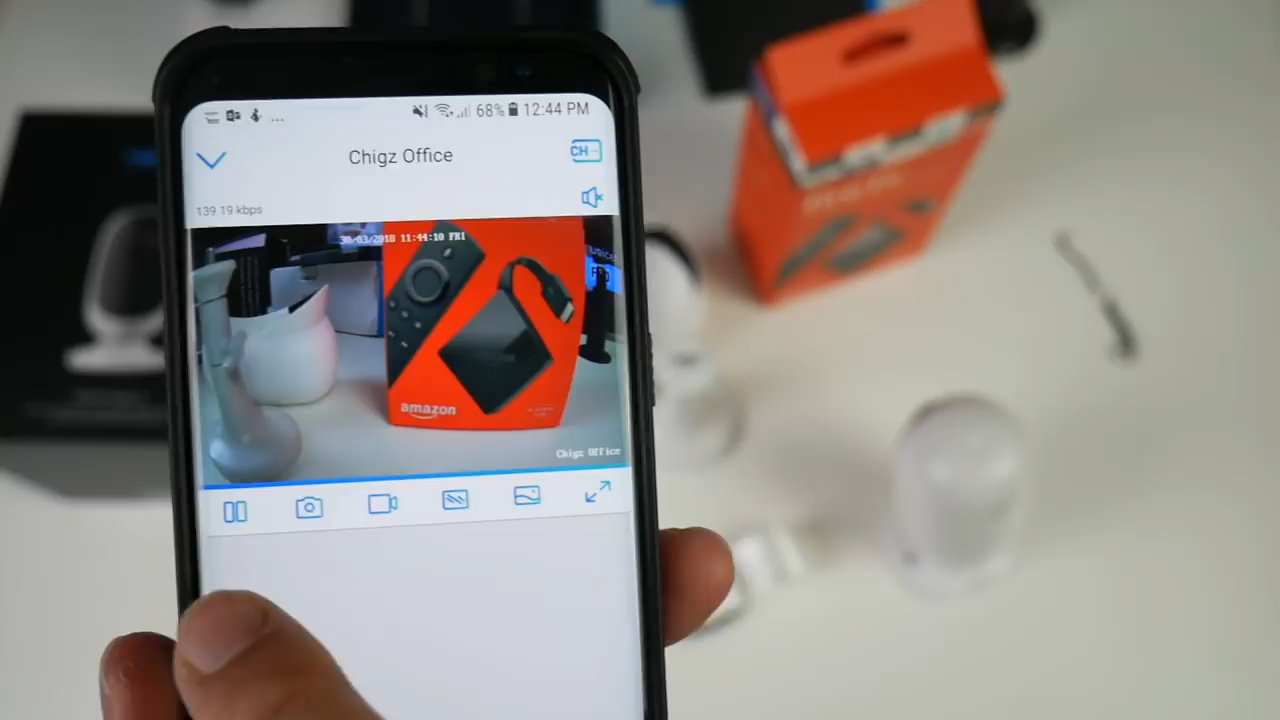 68% 12:44 PM
Chigz Office
CH
139.19 kbps
30/03/2018 11:44:10 FRI
amazon
Chigz Office